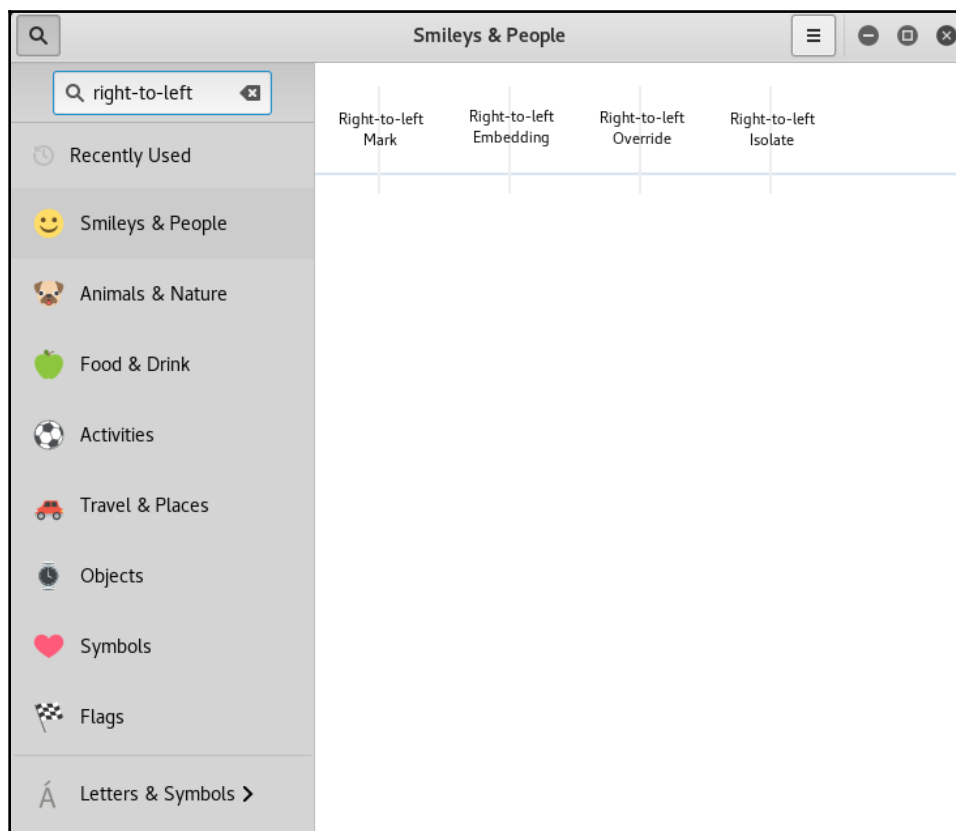 Smileys & People
right-to-left
Recently Used
Smileys & People
Animals & Nature
Food & Drink
Activities
Travel & Places
Objects
Symbols
Flags
Letters & Symbols
Right-to-left
Mark
Right-to-left
Embedding
Right-to-left
Override
Right-to-left
Isolate